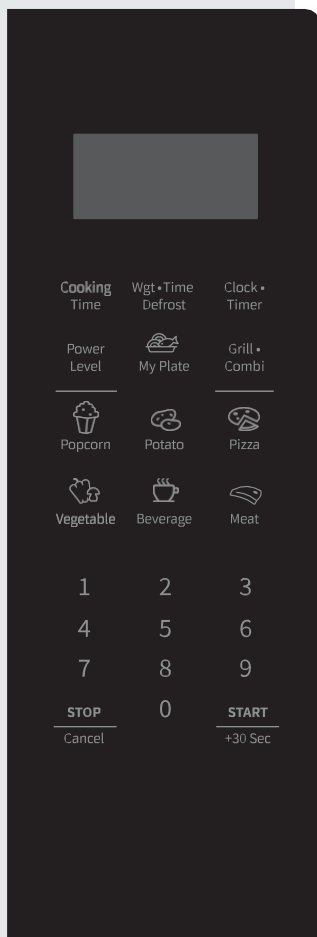 Cooking Wgt•Time Clock •
Time Defrost Timer
Power Grill •
Level My Plate Combi
Popcorn Potato Pizza
Vegetable Beverage Meat
1 2 3
4 5 6
7 8 9
STOP 0 START
Cancel +30 Sec